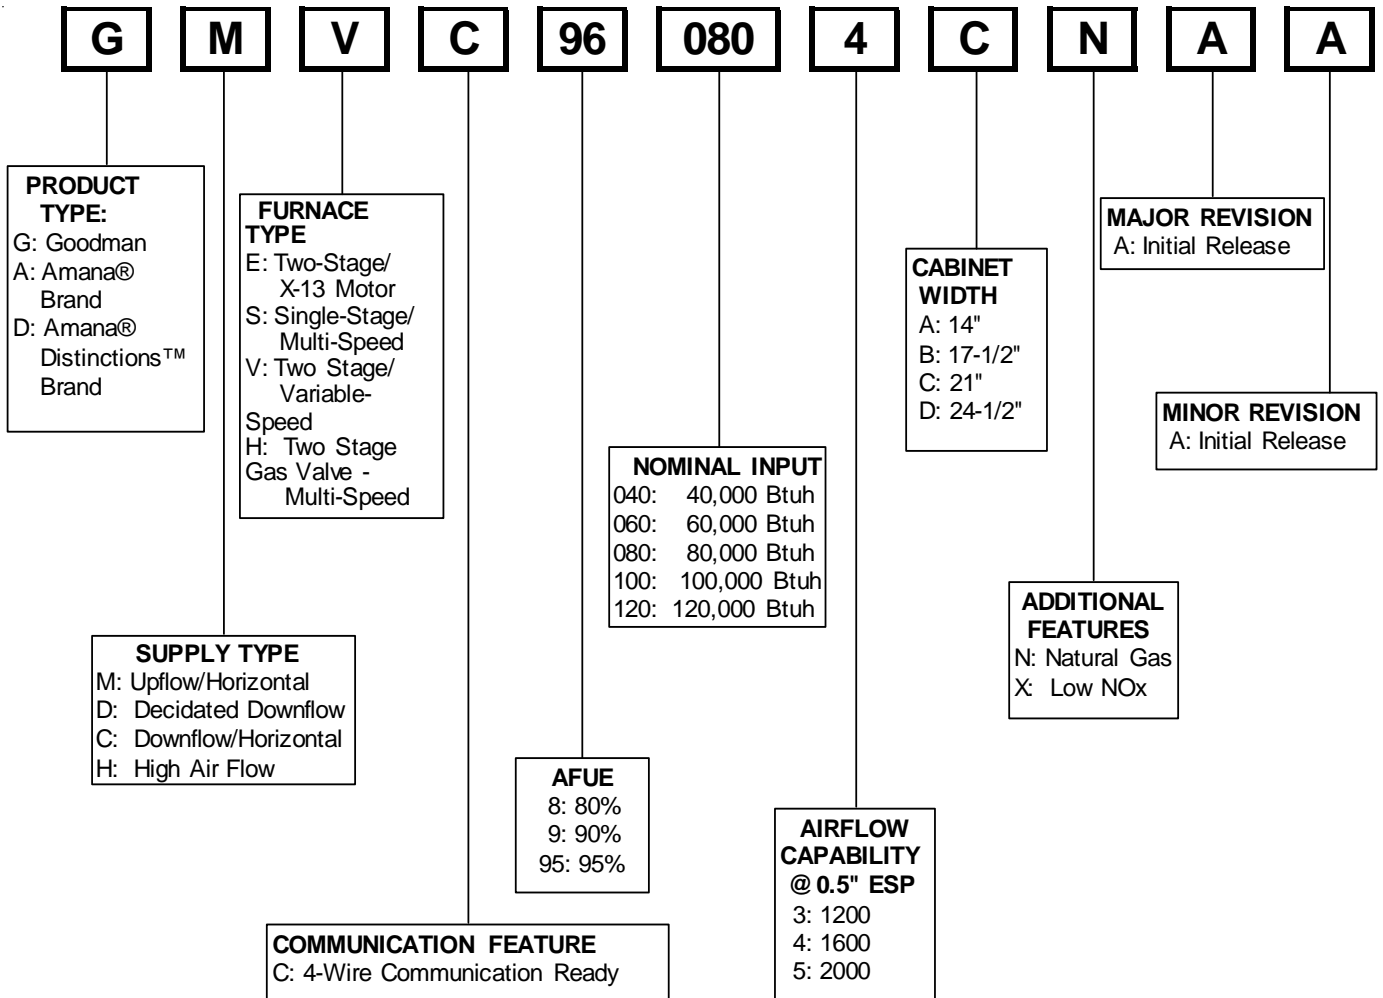 G M V C 96 080 4 C N A A
PRODUCT
TYPE:
G: Goodman
A: Amana®
Brand
D: Amana®
Distinctions™
Brand
FURNACE
TYPE
E: Two-Stage/
X-13 Motor
S: Single-Stage/
Multi-Speed
V: Two Stage/
Variable-
Speed
H: Two Stage
Gas Valve -
Multi-Speed
MAJOR REVISION
A: Initial Release
CABINET
WIDTH
A: 14"
B: 17-1/2"
C: 21"
D: 24-1/2"
MINOR REVISION
A: Initial Release
NOMINAL INPUT
040: 40,000 Btuh
060: 60,000 Btuh
080: 80,000 Btuh
100: 100,000 Btuh
120: 120,000 Btuh
ADDITIONAL
FEATURES
N: Natural Gas
X: Low NOx
SUPPLY TYPE
M: Upflow/Horizontal
D: Decidated Downflow
C: Downflow/Horizontal
H: High Air Flow
AFUE
8: 80%
9: 90%
95: 95%
AIRFLOW
CAPABILITY
@ 0.5" ESP
3: 1200
4: 1600
5: 2000
COMMUNICATION FEATURE
C: 4-Wire Communication Ready